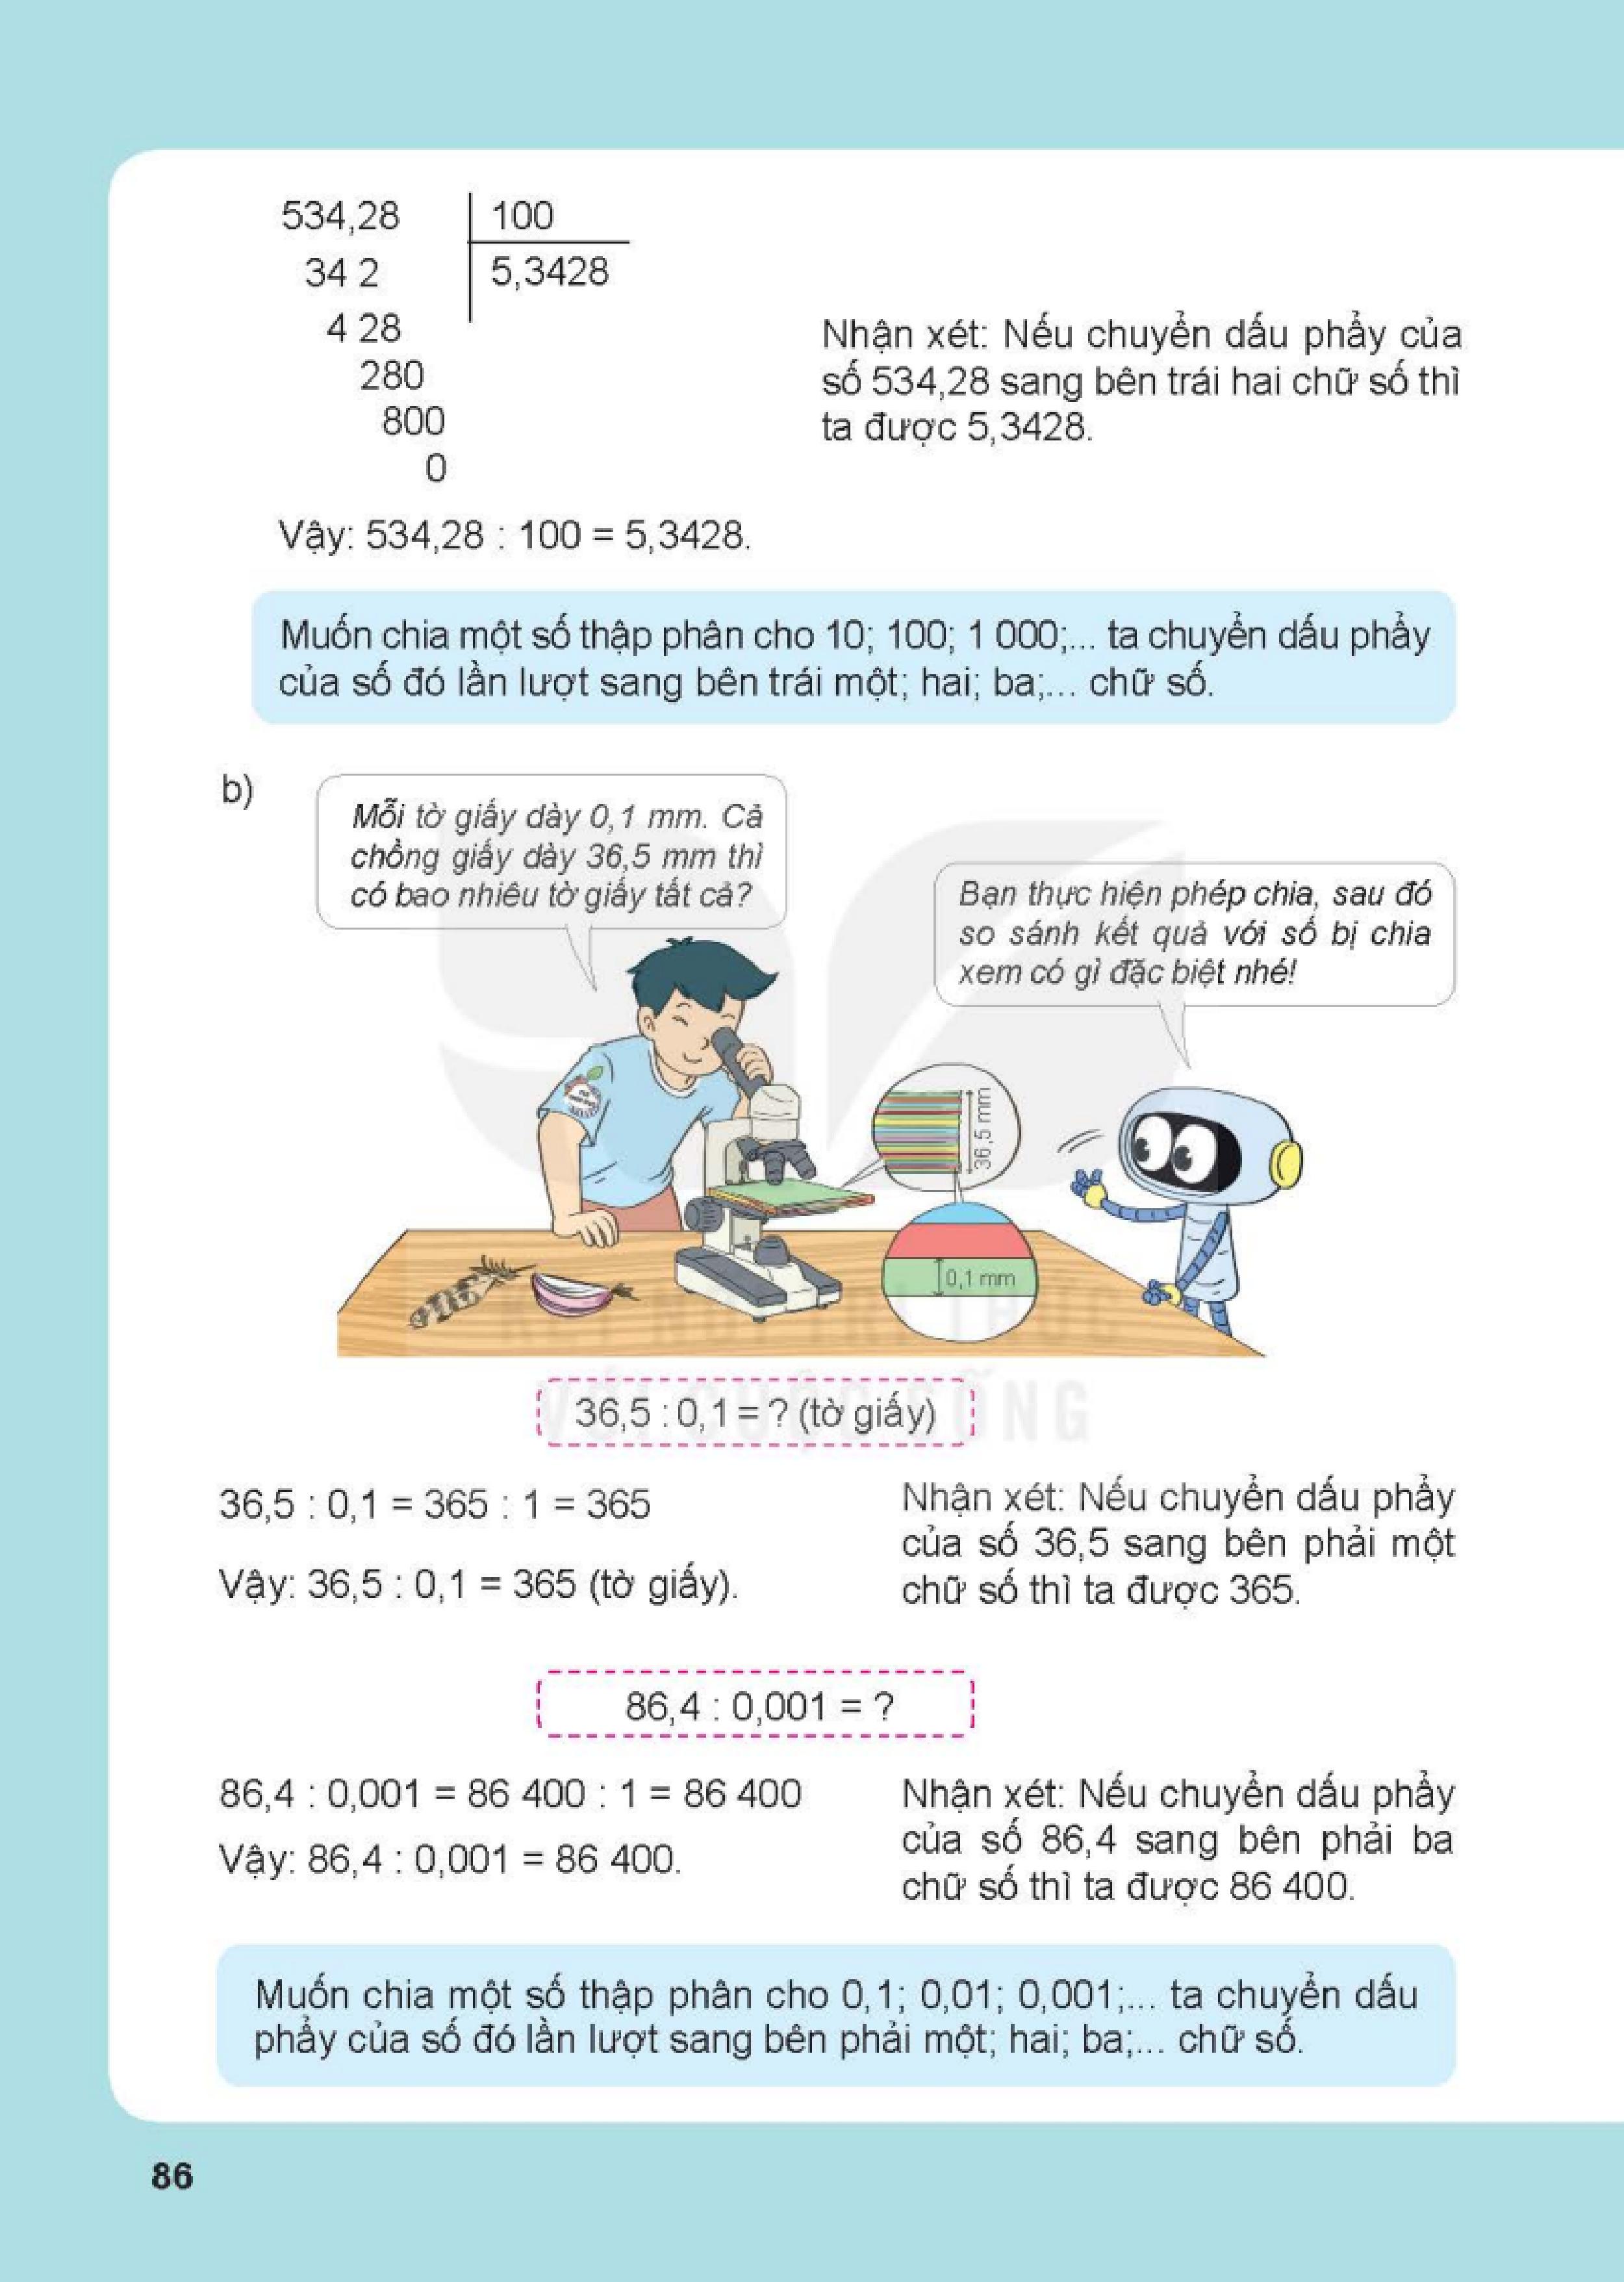 534,28 100
34 2 5,3428
4 28
280
800
0
Nhận xét: Nếu chuyển dấu phẩy của
số 534,28 sang bên trái hai chữ số thì
ta được 5,3428.
Vậy: 534,28 : 100 = 5,3428.
Muốn chia một số thập phân cho 10; 100; 1 000;... ta chuyển dấu phẩy
của số đó lần lượt sang bên trái một; hai; ba;... chữ số.
b)
Mỗi tờ giấy dày 0,1 mm. Cả
chồng giấy dày 36,5 mm thì
có bao nhiêu tờ giấy tất cả?
Bạn thực hiện phép chia, sau đó
so sánh kết quả với số bị chia
xem có gì đặc biệt nhé!
36,5 mm
0,1 mm
KẾT NỐI TRI THỨC
VỚI CUỘC SỐNG
36,5 : 0,1 = ? (tờ giấy)
36,5 : 0,1 = 365 : 1 = 365
Vậy: 36,5 : 0,1 = 365 (tờ giấy).
Nhận xét: Nếu chuyển dấu phẩy
của số 36,5 sang bên phải một
chữ số thì ta được 365.
86,4 : 0,001 = ?
86,4 : 0,001 = 86 400 : 1 = 86 400
Vậy: 86,4 : 0,001 = 86 400.
Nhận xét: Nếu chuyển dấu phẩy
của số 86,4 sang bên phải ba
chữ số thì ta được 86 400.
Muốn chia một số thập phân cho 0,1; 0,01; 0,001;... ta chuyển dấu
phẩy của số đó lần lượt sang bên phải một; hai; ba;... chữ số.
86